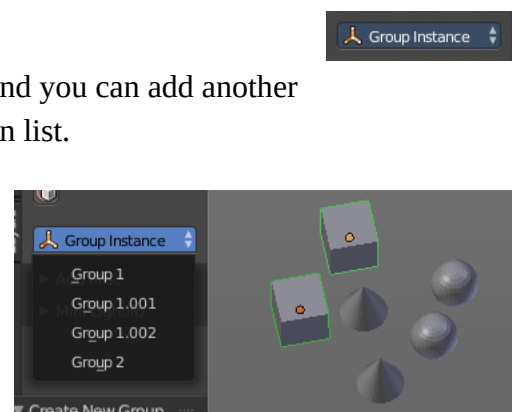 Group Instance
nd you can add another
n list.
Group Instance
Group 1
Group 1.001
Group 1.002
Group 2
Create New Group